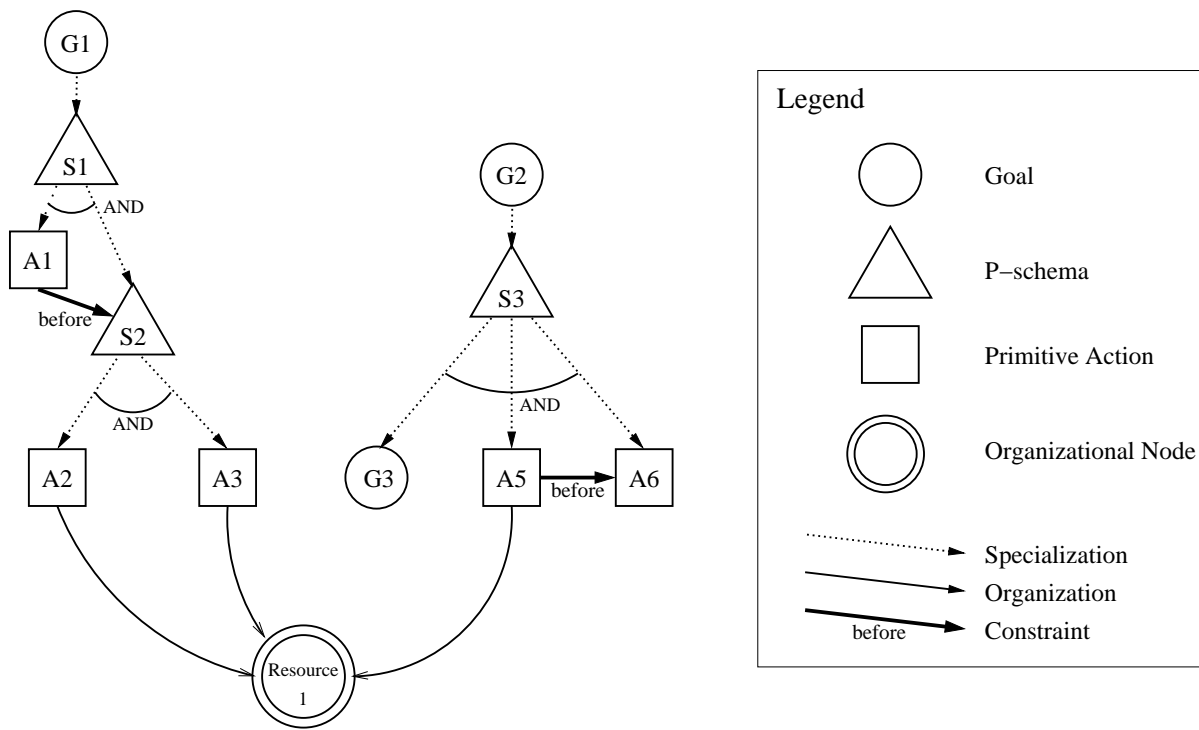 G1
S1
AND
A1
before
S2
AND
A2
A3
G2
S3
AND
G3
A5
before
A6
Resource
1
Legend
Goal
P−schema
Primitive Action
Organizational Node
Specialization
Organization
before
Constraint